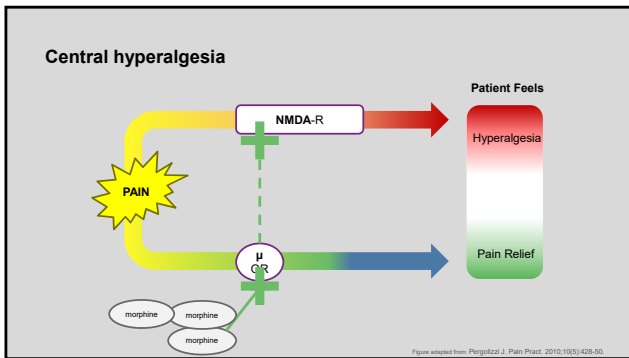 Central hyperalgesia
Patient Feels
NMDA-R
Hyperalgesia
PAIN
µ
OR
Pain Relief
morphine
morphine
morphine
Figure adapted from: Pergolizzi J. Pain Pract. 2010;10(5):428-50.